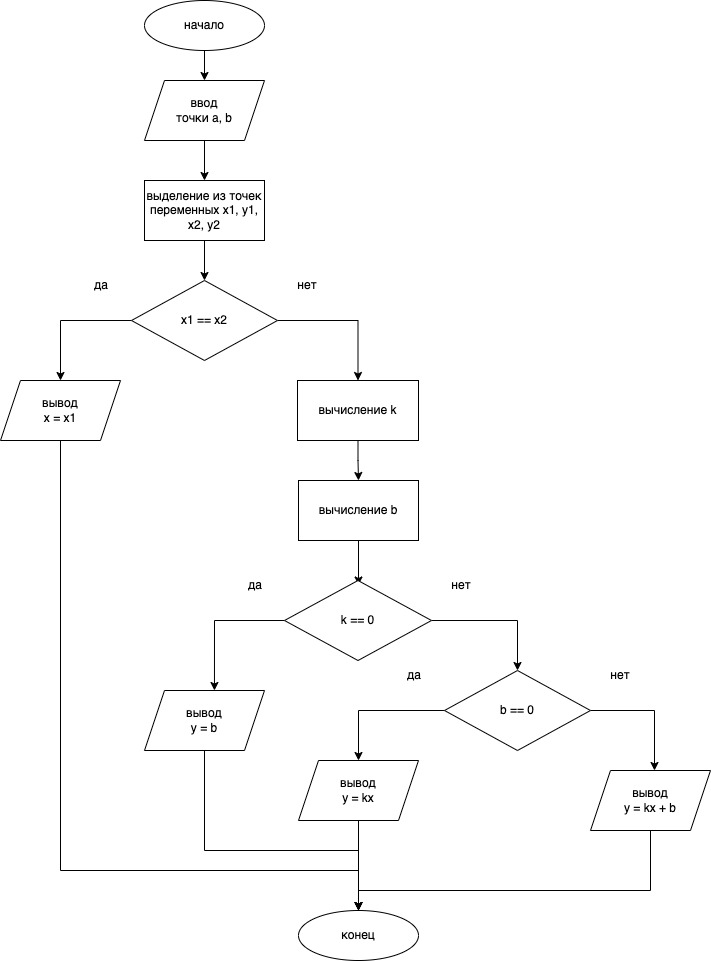 начало
ввод
точки a, b
выделение из точек
переменных x1, y1,
x2, y2
да
нет
x1 == x2
вывод
x = x1
вычисление k
вычисление b
да
нет
k == 0
да
нет
вывод
y = b
b == 0
вывод
y = kx
вывод
y = kx + b
конец